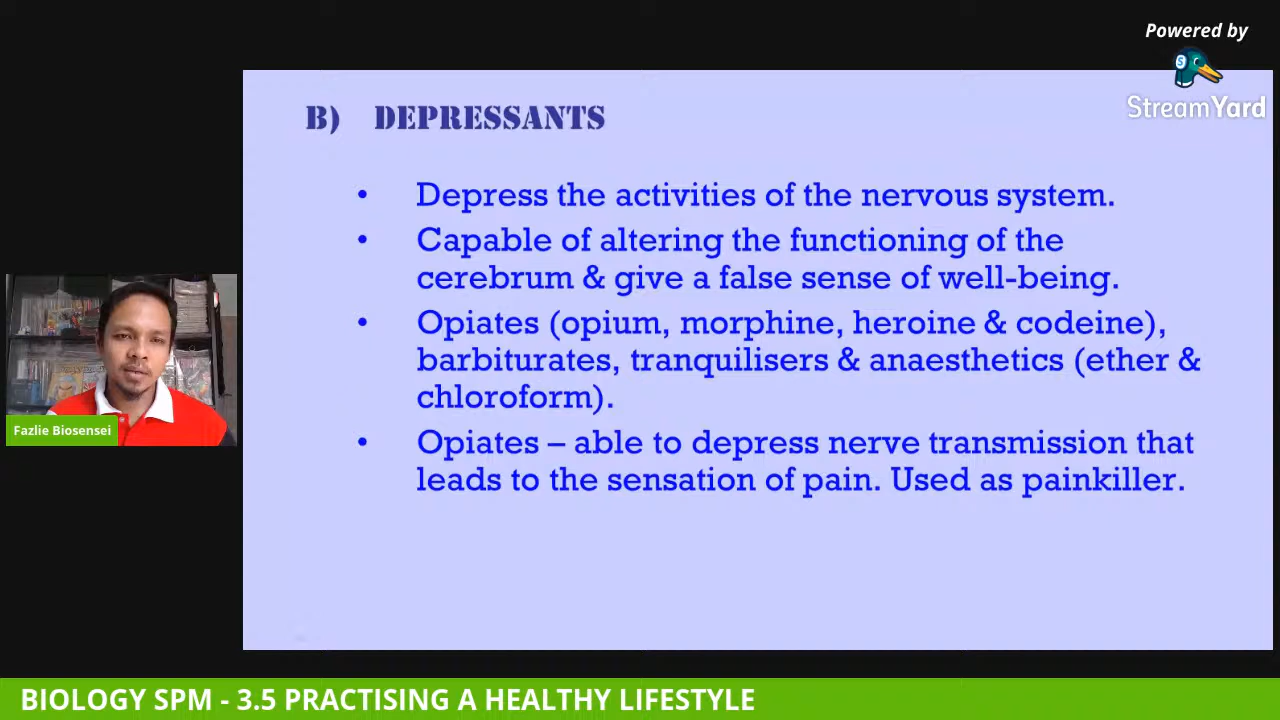 Powered by
StreamYard
B) DEPRESSANTS
• Depress the activities of the nervous system.
• Capable of altering the functioning of the
cerebrum & give a false sense of well-being.
• Opiates (opium, morphine, heroine & codeine),
barbiturates, tranquilisers & anaesthetics (ether &
chloroform).
• Opiates – able to depress nerve transmission that
leads to the sensation of pain. Used as painkiller.
Fazlie Biosensei
BIOLOGY SPM - 3.5 PRACTISING A HEALTHY LIFESTYLE